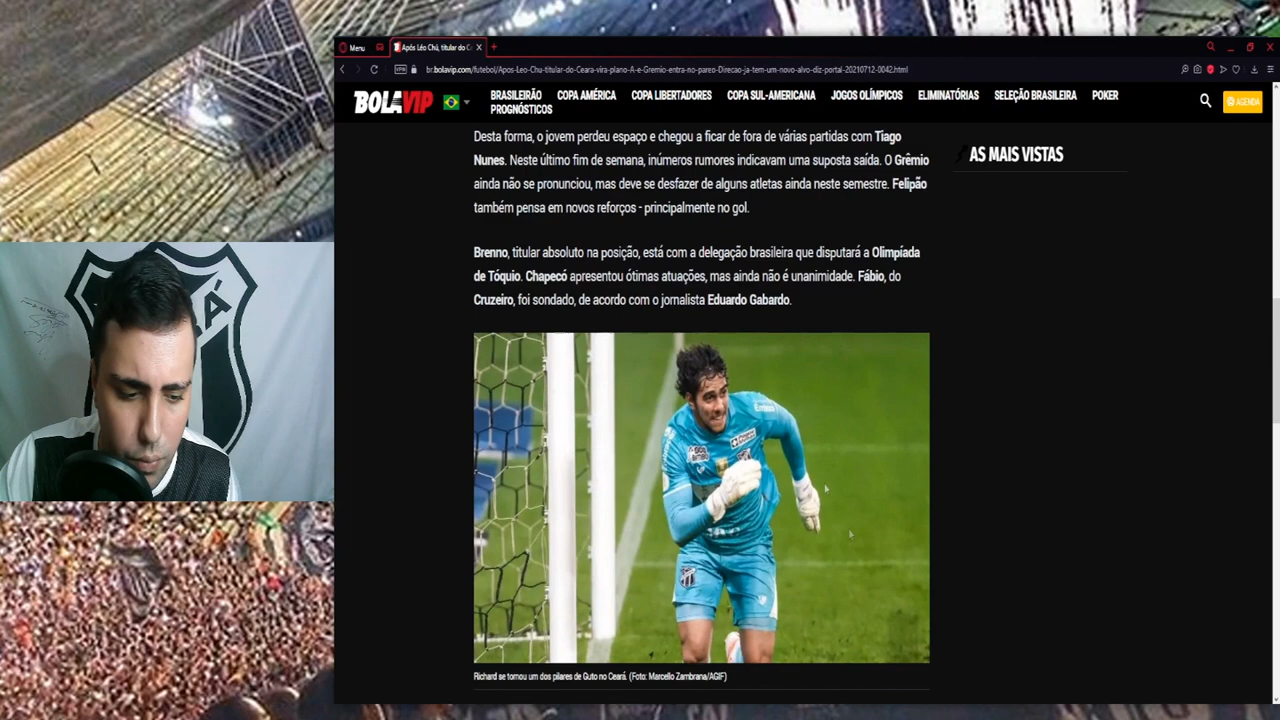 Menu
Após Léo Chú, titular do C
br.bolavip.com/futebol/Apos-Leo-Chu-titular-do-Ceara-vira-plano-A-e-Gremio-entra-no-pareo-Direcao-ja-tem-um-novo-alvo-diz-portal-20210712-0042.html
BOLAVIP
BRASILEIRÃO COPA AMÉRICA COPA LIBERTADORES COPA SUL-AMERICANA JOGOS OLÍMPICOS ELIMINATÓRIAS SELEÇÃO BRASILEIRA POKER
PROGNÓSTICOS
AGENDA
Desta forma, o jovem perdeu espaço e chegou a ficar de fora de várias partidas com Tiago
Nunes. Neste último fim de semana, inúmeros rumores indicavam uma suposta saída. O Grêmio
ainda não se pronunciou, mas deve se desfazer de alguns atletas ainda neste semestre. Felipão
também pensa em novos reforços - principalmente no gol.
AS MAIS VISTAS
Brenno, titular absoluto na posição, está com a delegação brasileira que disputará a Olimpíada
de Tóquio. Chapecó apresentou ótimas atuações, mas ainda não é unanimidade. Fábio, do
Cruzeiro, foi sondado, de acordo com o jornalista Eduardo Gabardo.
Richard se tornou um dos pilares de Guto no Ceará. (Foto: Marcello Zambrana/AGIF)